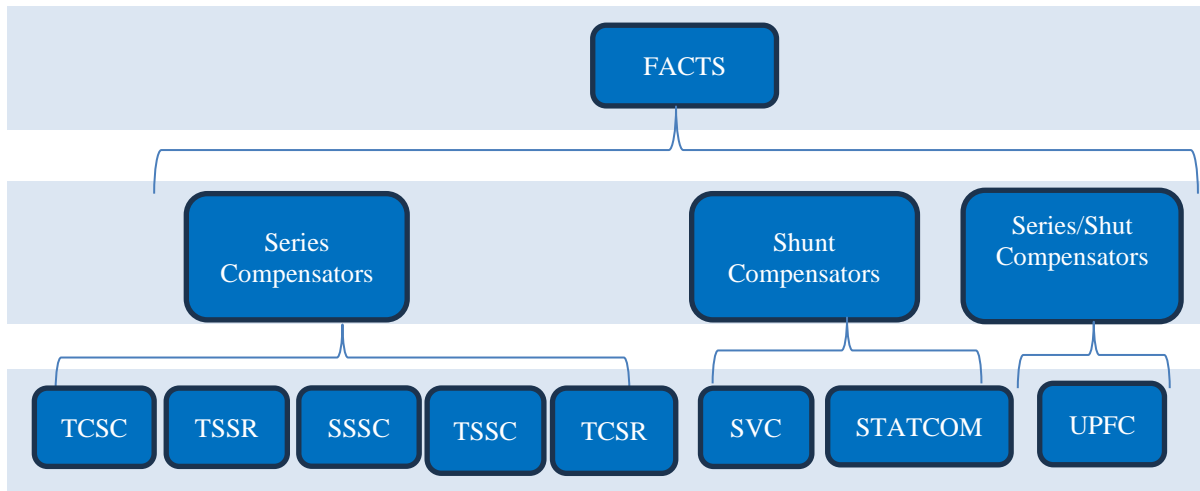 FACTS
Series
Compensators
Shunt
Compensators
Series/Shut
Compensators
TCSC
TSSR
SSSC
TSSC
TCSR
SVC
STATCOM
UPFC